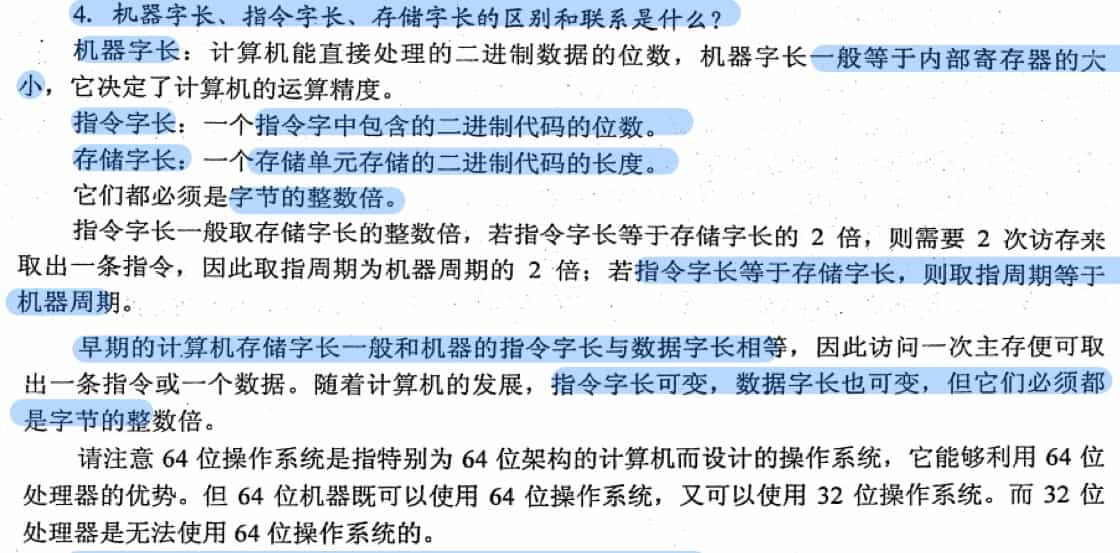 4. 机器字长、指令字长、存储字长的区别和联系是什么？
机器字长：计算机能直接处理的二进制数据的位数，机器字长一般等于内部寄存器的大
小，它决定了计算机的运算精度。
指令字长：一个指令字中包含的二进制代码的位数。
存储字长：一个存储单元存储的二进制代码的长度。
它们都必须是字节的整数倍。
指令字长一般取存储字长的整数倍，若指令字长等于存储字长的 2 倍，则需要 2 次访存来
取出一条指令，因此取指周期为机器周期的 2 倍；若指令字长等于存储字长，则取指周期等于
机器周期。
早期的计算机存储字长一般和机器的指令字长与数据字长相等，因此访问一次主存便可取
出一条指令或一个数据。随着计算机的发展，指令字长可变，数据字长也可变，但它们必须都
是字节的整数倍。
请注意 64 位操作系统是指特别为 64 位架构的计算机而设计的操作系统，它能够利用 64 位
处理器的优势。但 64 位机器既可以使用 64 位操作系统，又可以使用 32 位操作系统。而 32 位
处理器是无法使用 64 位操作系统的。